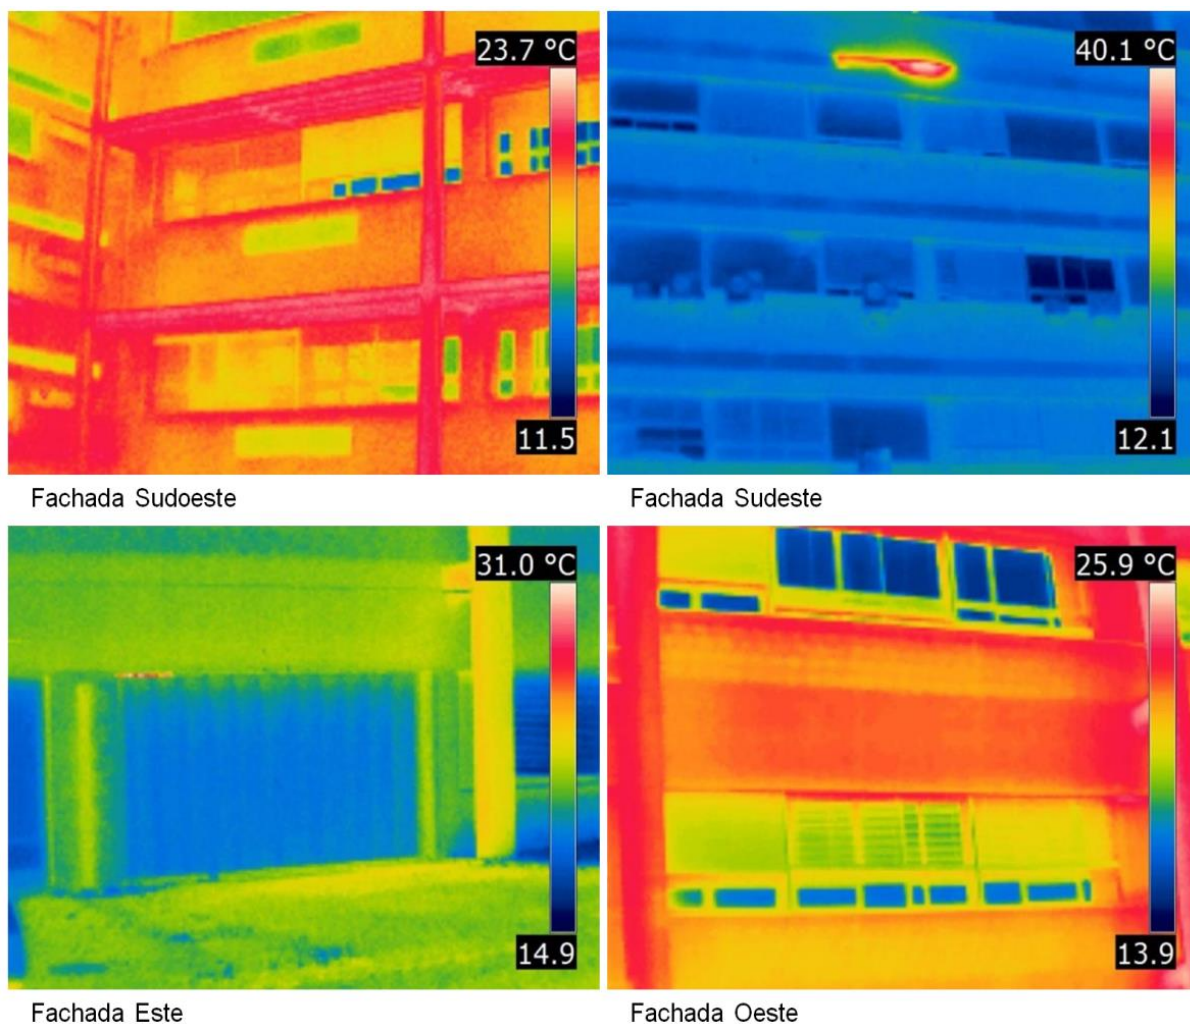 23.7 °C
11.5
40.1 °C
12.1
Fachada Sudoeste
Fachada Sudeste
31.0 °C
14.9
25.9 °C
13.9
Fachada Este
Fachada Oeste